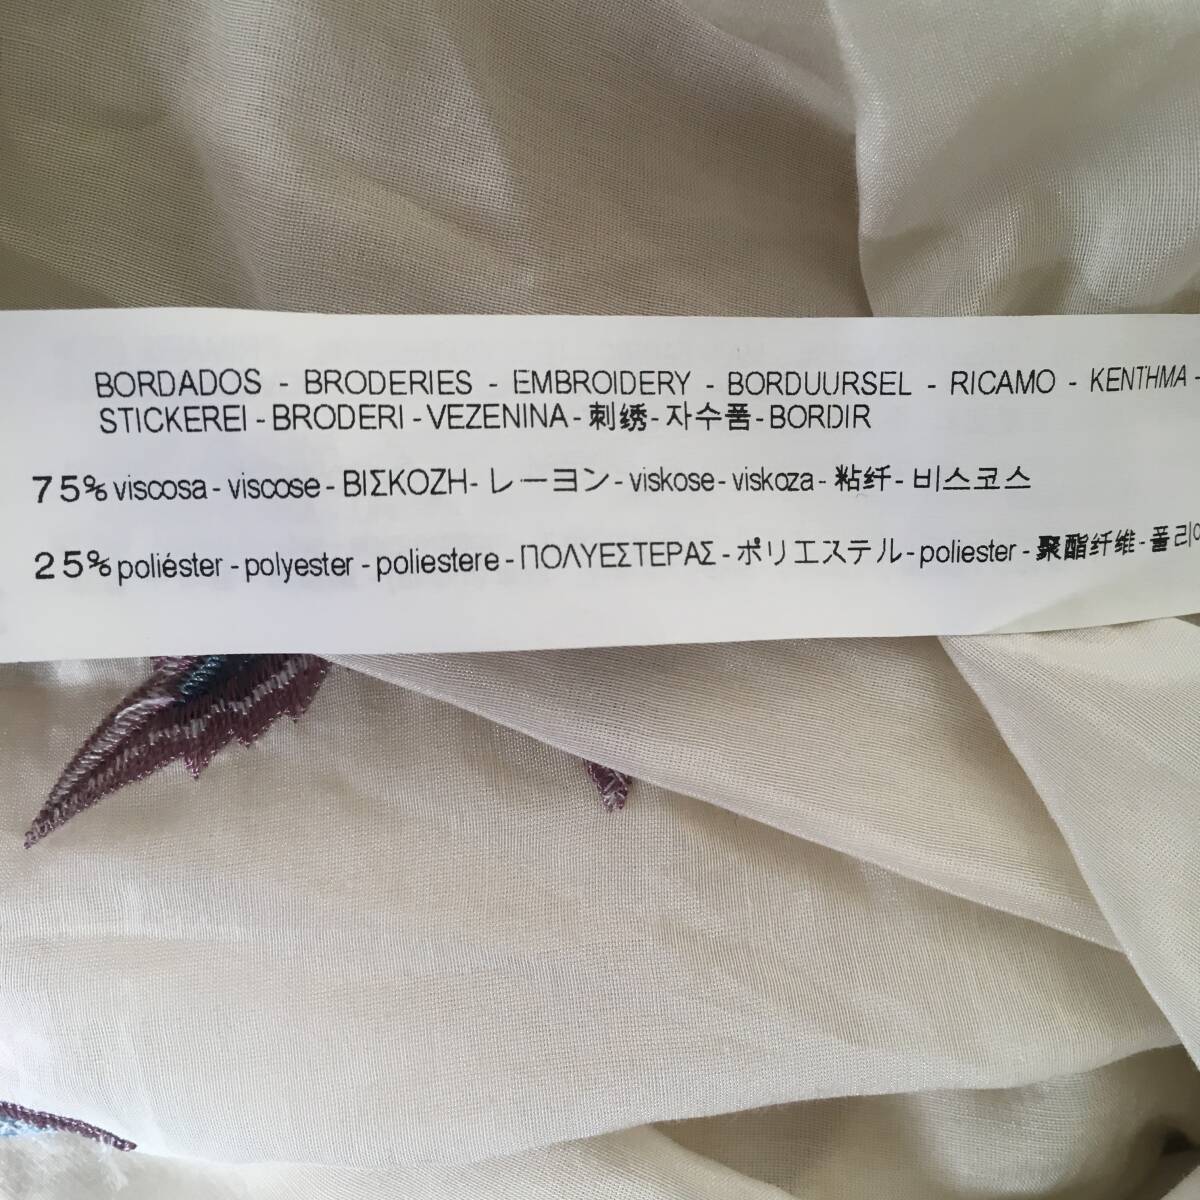 BORDADOS - BRODERIES - EMBROIDERY - BORDUURSEL - RICAMO - KENTHMA -
STICKEREI - BRODERI - VEZENINA - 刺绣 - 자수품 - BORDIR
75% viscosa - viscose - ΒΙΣΚΟΖΗ - レーヨン - viskose - viskoza - 粘纤 - 비스코스
25% poliéster - polyester - poliestere - ΠΟΛΥΕΣΤΕΡΑΣ - ポリエステル - poliester - 聚酯纤维 -